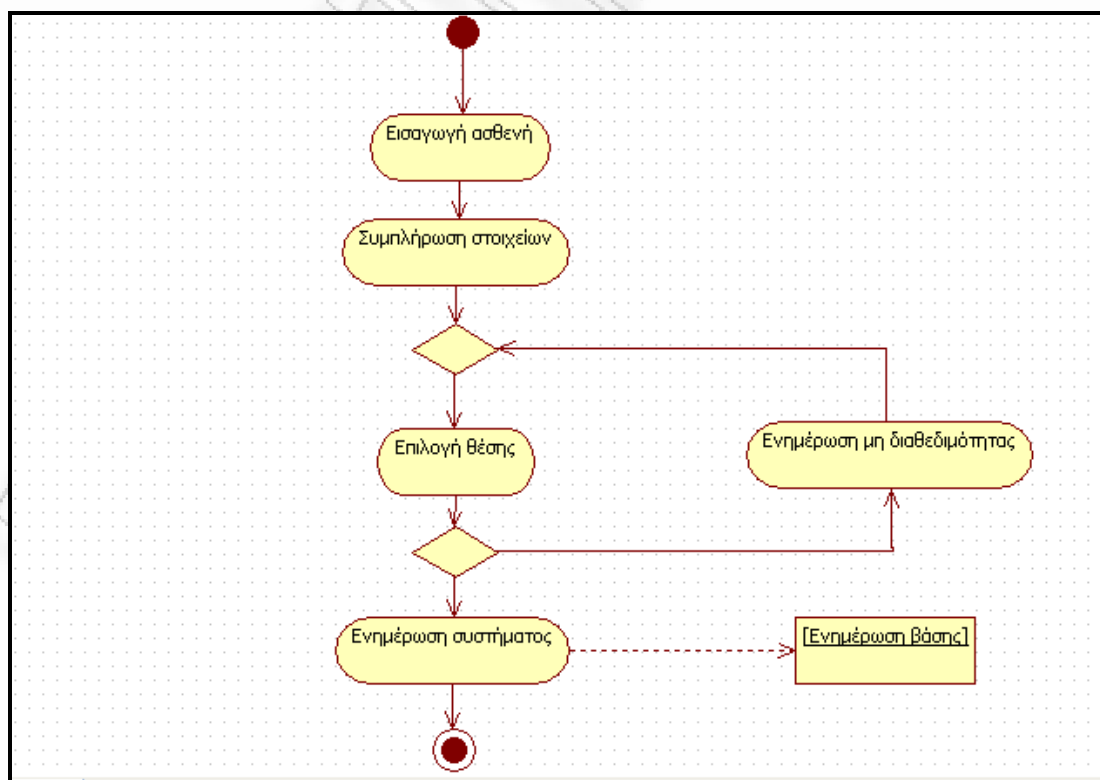 Εισαγωγή ασθενή
Συμπλήρωση στοιχείων
Επιλογή θέσης
Ενημέρωση μη διαθεδιμότητας
Ενημέρωση συστήματος
[Ενημέρωση βάσης]